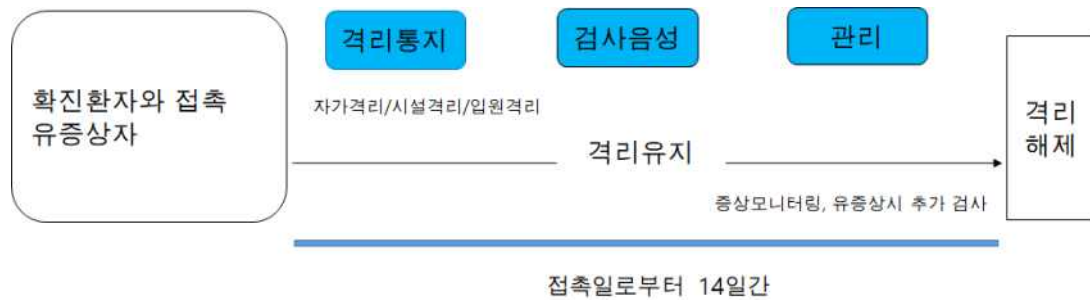 격리통지
검사음성
관리
확진환자와 접촉
유증상자
자가격리/시설격리/입원격리
격리유지
증상모니터링, 유증상시 추가 검사
격리
해제
접촉일로부터 14일간